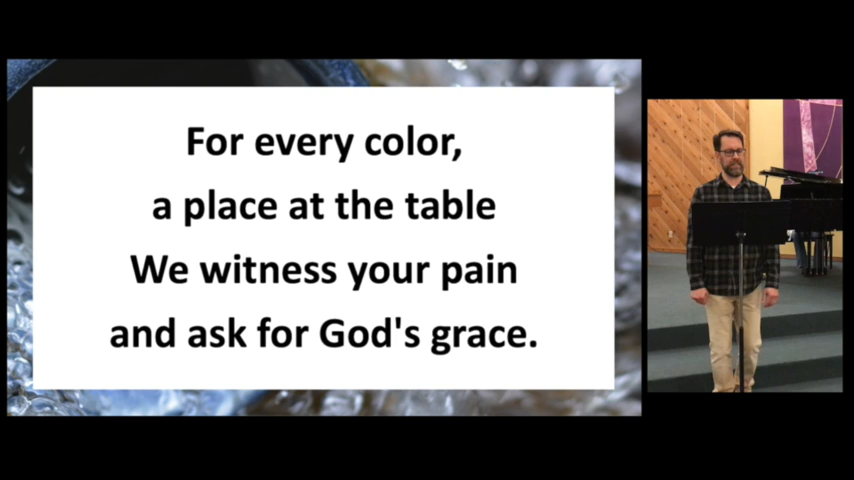 For every color,
a place at the table
We witness your pain
and ask for God's grace.